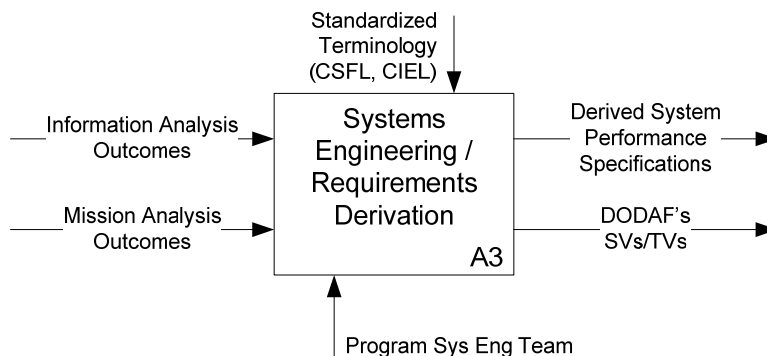 Standardized
Terminology
(CSFL, CIEL)
Information Analysis
Outcomes
Mission Analysis
Outcomes
Systems
Engineering /
Requirements
Derivation
A3
Derived System
Performance
Specifications
DODAF's
SVs/TVs
Program Sys Eng Team